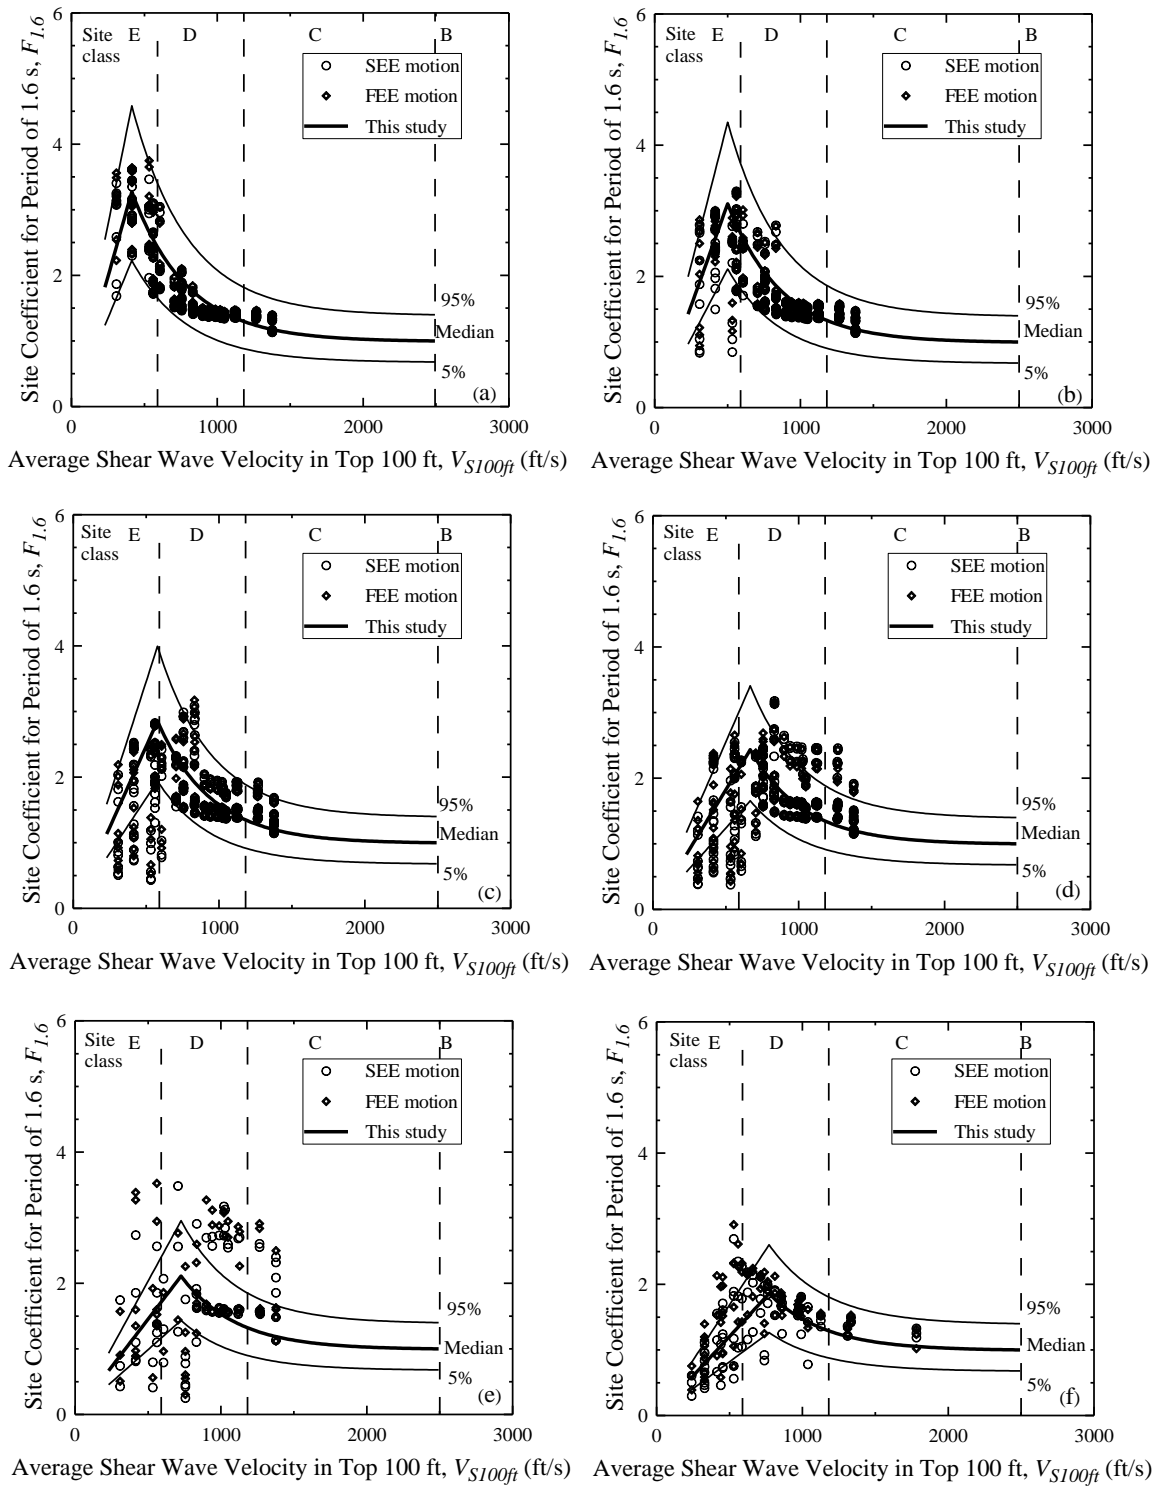 Site Coefficient for Period of 1.6 s, F1.6
6
4
2
0
Site class
E
D
C
B
SEE motion
FEE motion
This study
95%
Median
5%
(a)
0
1000
2000
3000
Average Shear Wave Velocity in Top 100 ft, VS100ft (ft/s)
Site Coefficient for Period of 1.6 s, F1.6
6
4
2
0
Site class
E
D
C
B
SEE motion
FEE motion
This study
95%
Median
5%
(b)
0
1000
2000
3000
Average Shear Wave Velocity in Top 100 ft, VS100ft (ft/s)
Site Coefficient for Period of 1.6 s, F1.6
6
4
2
0
Site class
E
D
C
B
SEE motion
FEE motion
This study
95%
Median
5%
(c)
0
1000
2000
3000
Average Shear Wave Velocity in Top 100 ft, VS100ft (ft/s)
Site Coefficient for Period of 1.6 s, F1.6
6
4
2
0
Site class
E
D
C
B
SEE motion
FEE motion
This study
95%
Median
5%
(d)
0
1000
2000
3000
Average Shear Wave Velocity in Top 100 ft, VS100ft (ft/s)
Site Coefficient for Period of 1.6 s, F1.6
6
4
2
0
Site class
E
D
C
B
SEE motion
FEE motion
This study
95%
Median
5%
(e)
0
1000
2000
3000
Average Shear Wave Velocity in Top 100 ft, VS100ft (ft/s)
Site Coefficient for Period of 1.6 s, F1.6
6
4
2
0
Site class
E
D
C
B
SEE motion
FEE motion
This study
95%
Median
5%
(f)
0
1000
2000
3000
Average Shear Wave Velocity in Top 100 ft, VS100ft (ft/s)